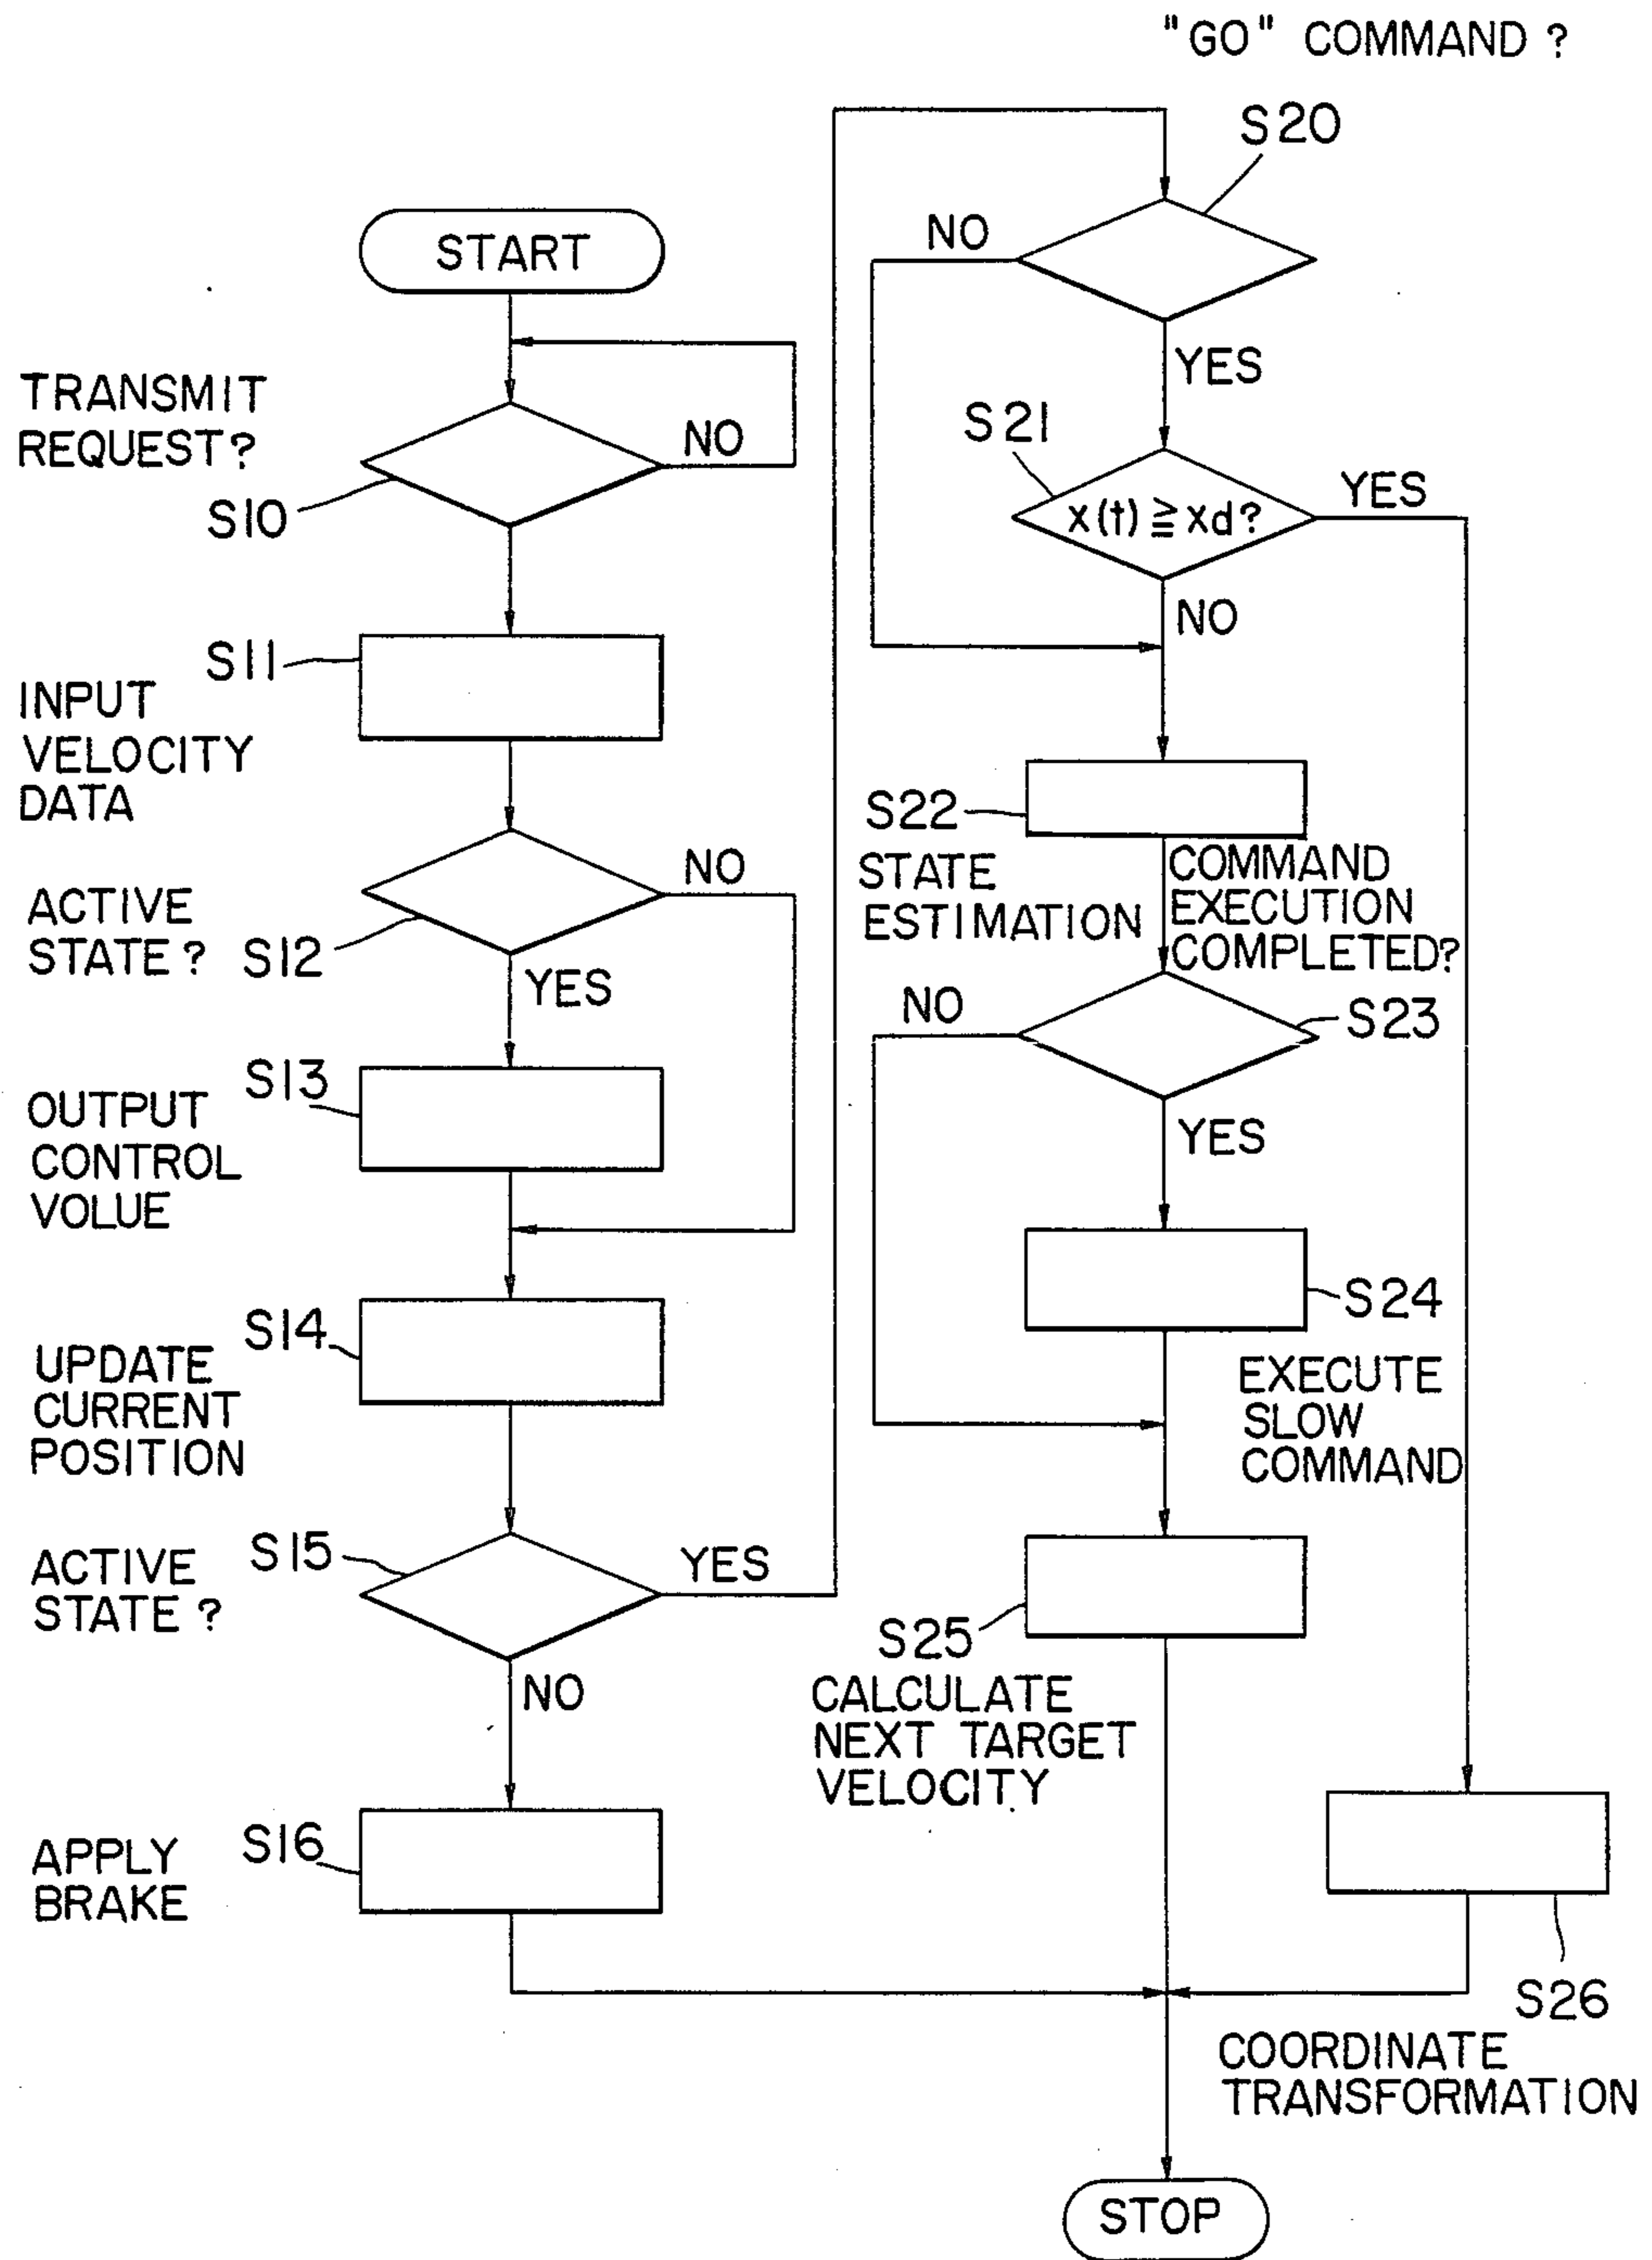 "GO" COMMAND ?
S20
START
NO
TRANSMIT
REQUEST?
NO
S10
YES
S21
X(t) ≧ Xd?
YES
NO
S11
INPUT
VELOCITY
DATA
ACTIVE
STATE ?
S12
NO
YES
S22
STATE
ESTIMATION
COMMAND
EXECUTION
COMPLETED?
NO
S23
YES
S13
OUTPUT
CONTROL
VOLUE
S14
UPDATE
CURRENT
POSITION
S24
EXECUTE
SLOW
COMMAND
S15
ACTIVE
STATE ?
YES
NO
S25
CALCULATE
NEXT TARGET
VELOCITY
S16
APPLY
BRAKE
S26
COORDINATE
TRANSFORMATION
STOP